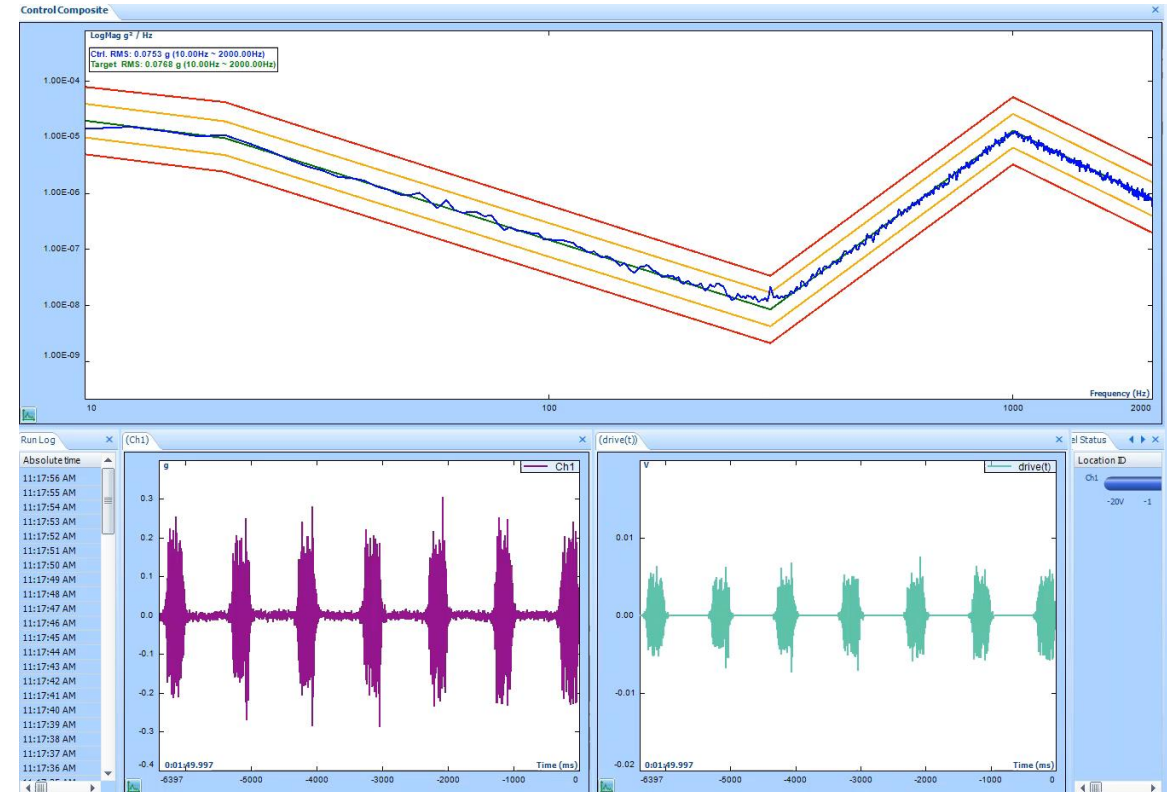 Control Composite
LogMag g² / Hz
Ctrl. RMS: 0.0753 g (10.00Hz ~ 2000.00Hz)
Target RMS: 0.0768 g (10.00Hz ~ 2000.00Hz)
1.00E-04
1.00E-05
1.00E-06
1.00E-07
1.00E-08
1.00E-09
Frequency (Hz)
10 100 1000 2000
Run Log
Absolute time
11:17:56 AM
11:17:55 AM
11:17:54 AM
11:17:53 AM
11:17:52 AM
11:17:51 AM
11:17:50 AM
11:17:49 AM
11:17:48 AM
11:17:47 AM
11:17:46 AM
11:17:45 AM
11:17:44 AM
11:17:43 AM
11:17:42 AM
11:17:41 AM
11:17:40 AM
11:17:39 AM
11:17:38 AM
11:17:37 AM
11:17:36 AM
(Ch1)
g
Ch1
0.3
0.2
0.1
0.0
-0.1
-0.2
-0.3
-0.4
0:01:49.997 Time (ms)
-6397 -5000 -4000 -3000 -2000 -1000 0
(drive(t))
V
drive(t)
0.01
0.00
-0.01
-0.02
0:01:49.997 Time (ms)
-6397 -5000 -4000 -3000 -2000 -1000 0
el Status
Location ID
Ch1
-20V -1